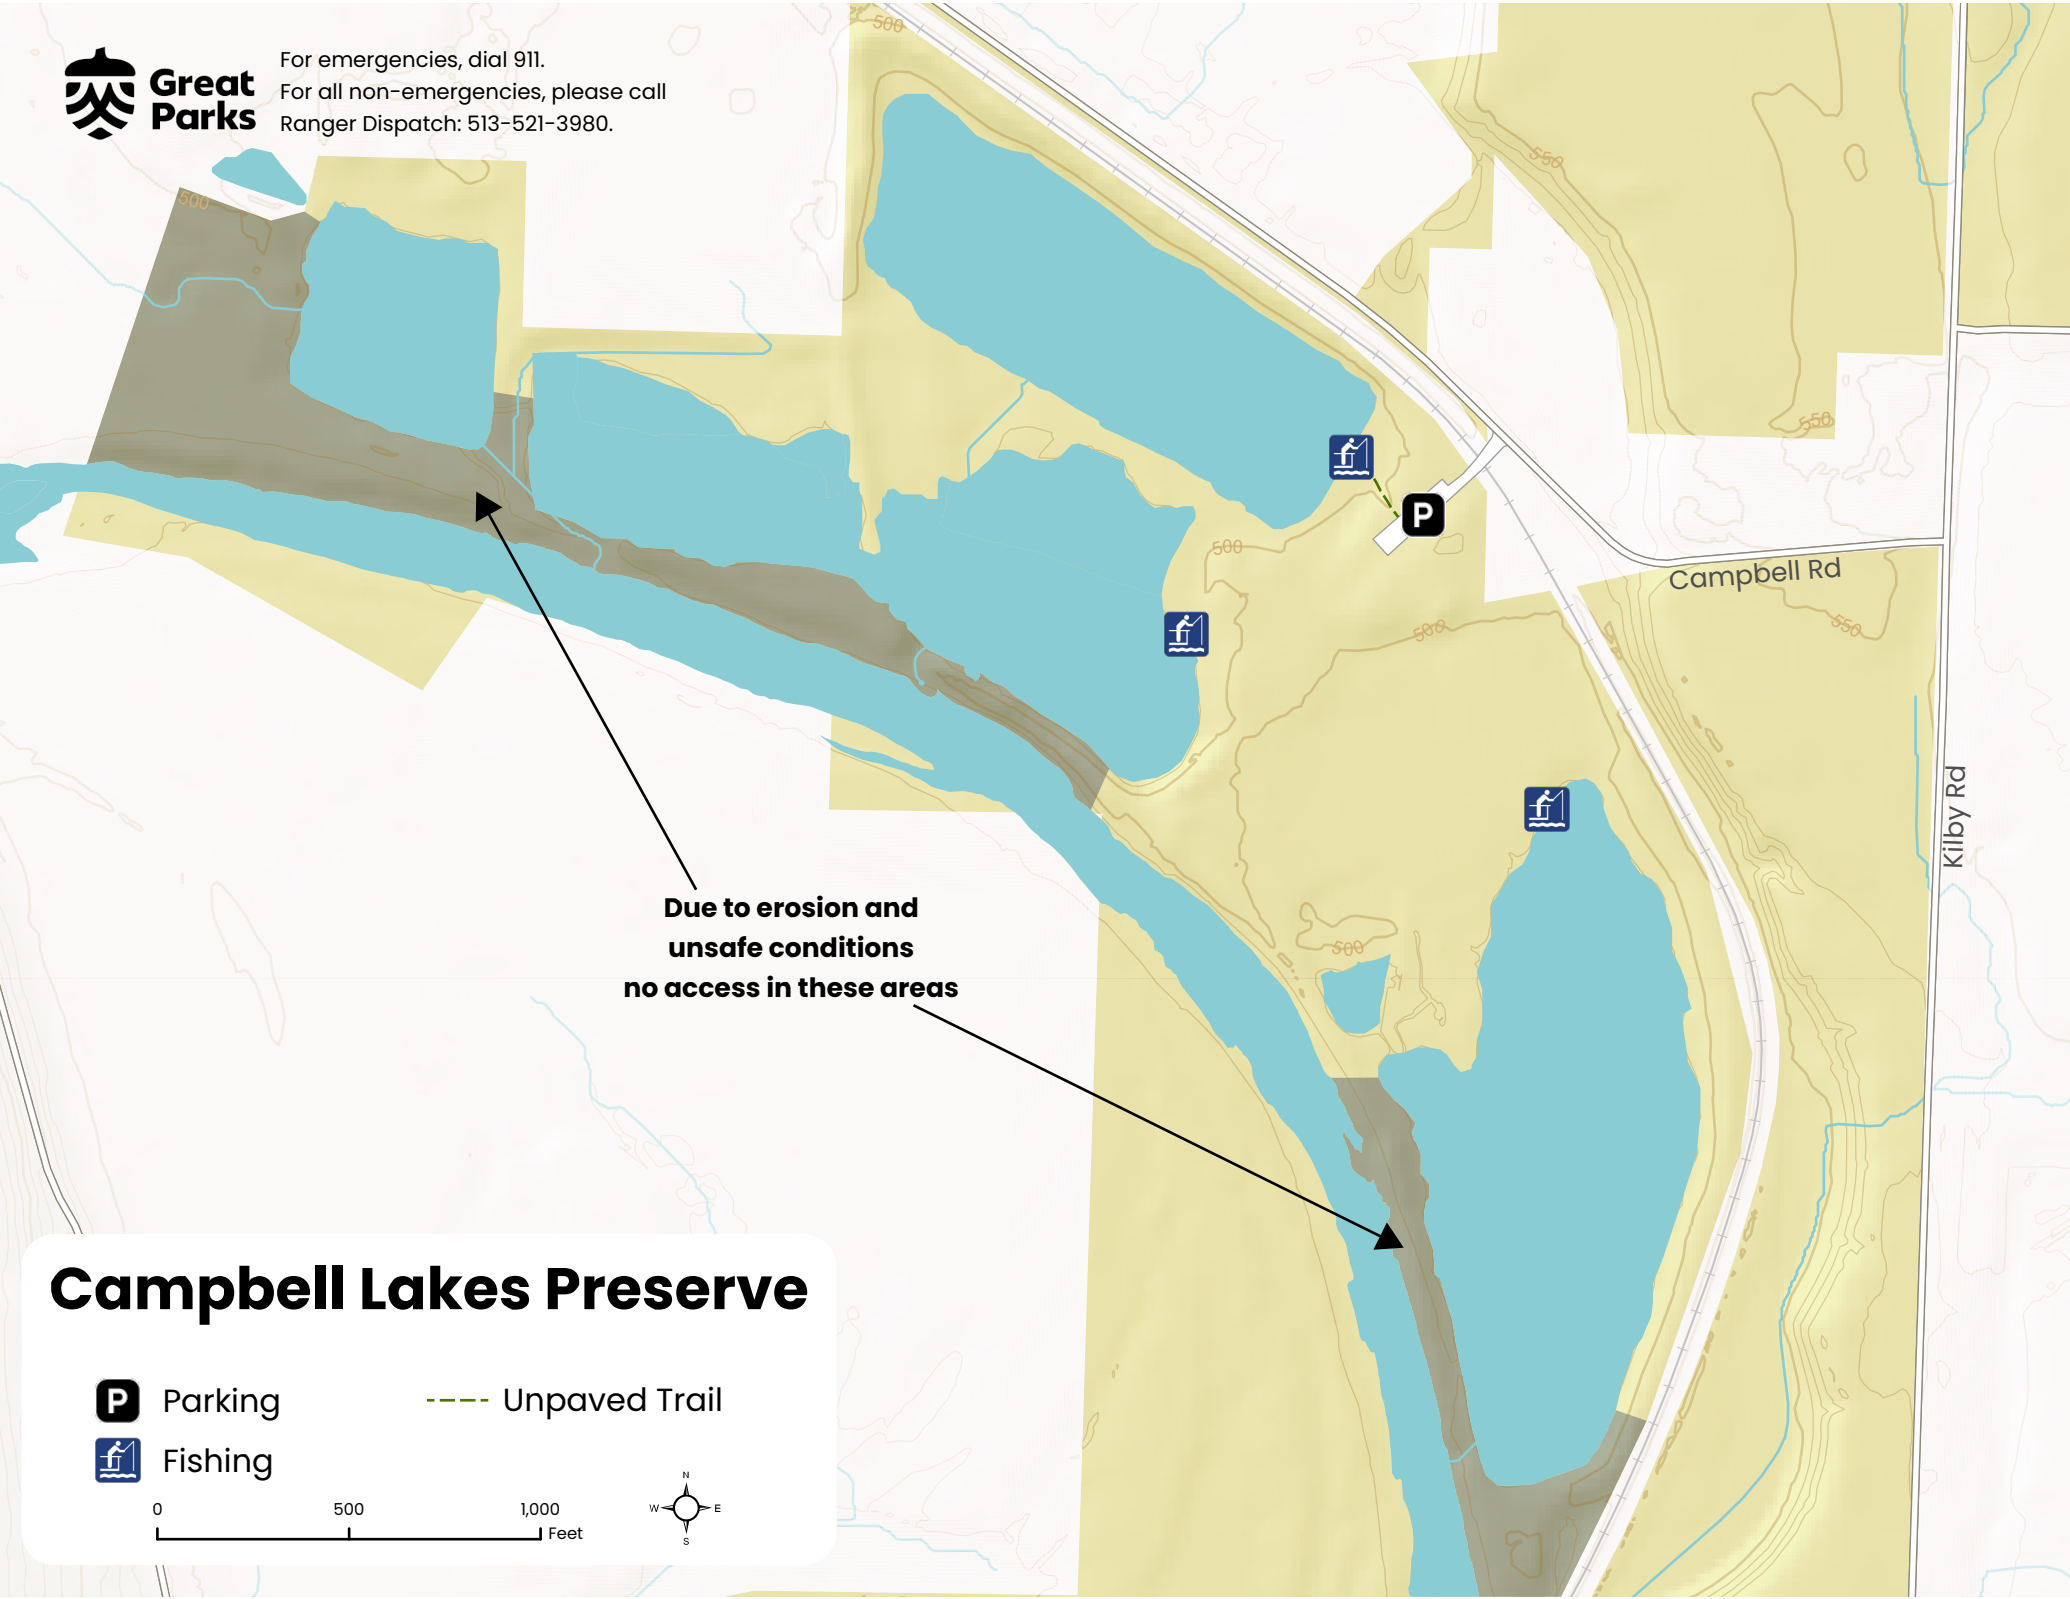 Great
Parks
For emergencies, dial 911.
For all non-emergencies, please call
Ranger Dispatch: 513-521-3980.
500
550
500
550
P
500
Campbell Rd
500
550
Kilby Rd
Due to erosion and
unsafe conditions
no access in these areas
500
Campbell Lakes Preserve
P Parking
Unpaved Trail
Fishing
0 500 1,000
Feet
N
W E
S